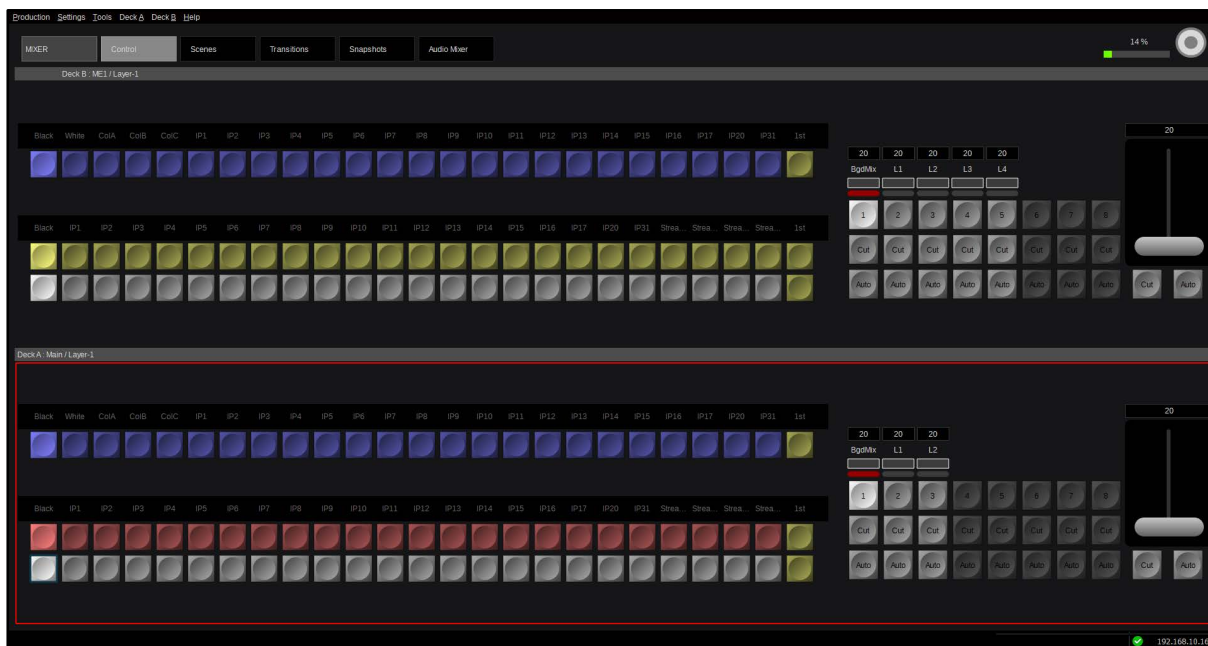 Production Settings Tools Deck A Deck B Help
MIXER Control Scenes Transitions Snapshots Audio Mixer 14 %
Deck B : ME1 / Layer-1
Black White ColA ColB ColC IP1 IP2 IP3 IP4 IP5 IP6 IP7 IP8 IP9 IP10 IP11 IP12 IP13 IP14 IP15 IP16 IP17 IP20 IP31 1st 20
20 20 20 20 20
BgdMix L1 L2 L3 L4
1 2 3 4 5 6 7 8
Black IP1 IP2 IP3 IP4 IP5 IP6 IP7 IP8 IP9 IP10 IP11 IP12 IP13 IP14 IP15 IP16 IP17 IP20 IP31 Strea... Strea... Strea... Strea... 1st
Cut Cut Cut Cut Cut Cut Cut Cut
Auto Auto Auto Auto Auto Auto Auto Auto Cut Auto
Deck A : Main / Layer-1
Black White ColA ColB ColC IP1 IP2 IP3 IP4 IP5 IP6 IP7 IP8 IP9 IP10 IP11 IP12 IP13 IP14 IP15 IP16 IP17 IP20 IP31 1st 20
20 20 20
BgdMix L1 L2
1 2 3 4 5 6 7 8
Black IP1 IP2 IP3 IP4 IP5 IP6 IP7 IP8 IP9 IP10 IP11 IP12 IP13 IP14 IP15 IP16 IP17 IP20 IP31 Strea... Strea... Strea... Strea... 1st
Cut Cut Cut Cut Cut Cut Cut Cut
Auto Auto Auto Auto Auto Auto Auto Auto Cut Auto
192.168.10.16